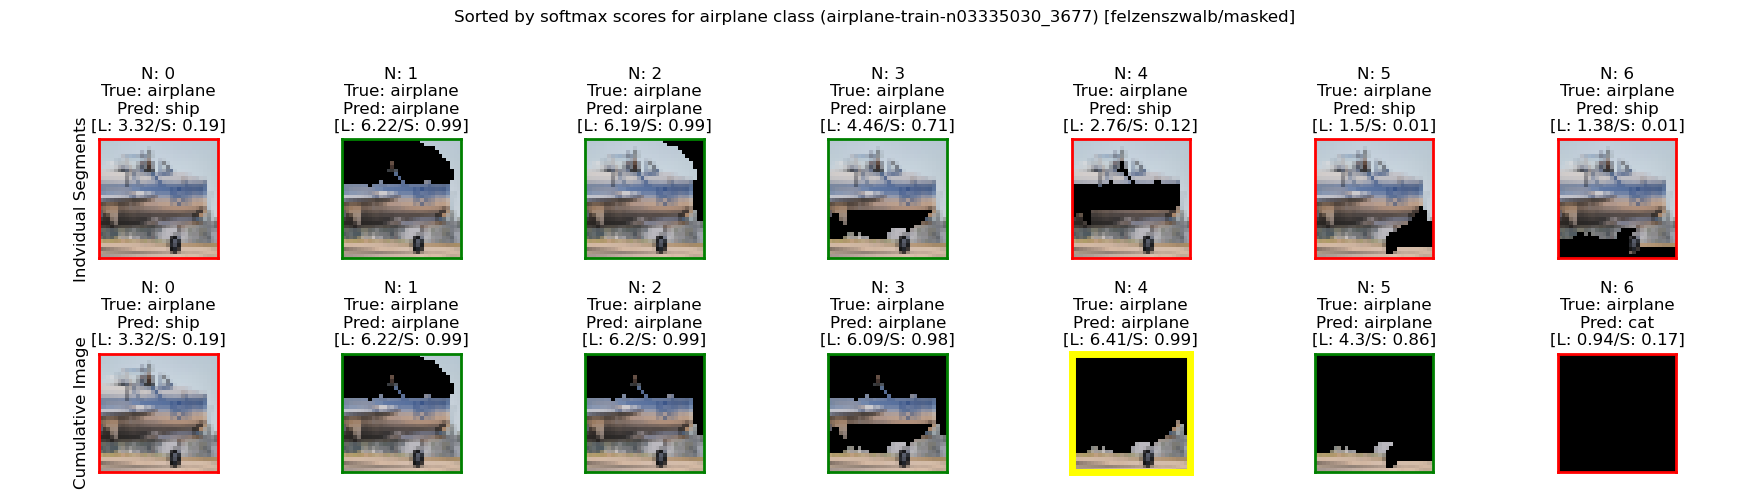 Sorted by softmax scores for airplane class (airplane-train-n03335030_3677) [felzenszwalb/masked]
Indvidual Segments
N: 0
True: airplane
Pred: ship
[L: 3.32/S: 0.19]
N: 1
True: airplane
Pred: airplane
[L: 6.22/S: 0.99]
N: 2
True: airplane
Pred: airplane
[L: 6.19/S: 0.99]
N: 3
True: airplane
Pred: airplane
[L: 4.46/S: 0.71]
N: 4
True: airplane
Pred: ship
[L: 2.76/S: 0.12]
N: 5
True: airplane
Pred: ship
[L: 1.5/S: 0.01]
N: 6
True: airplane
Pred: ship
[L: 1.38/S: 0.01]
Cumulative Image
N: 0
True: airplane
Pred: ship
[L: 3.32/S: 0.19]
N: 1
True: airplane
Pred: airplane
[L: 6.22/S: 0.99]
N: 2
True: airplane
Pred: airplane
[L: 6.2/S: 0.99]
N: 3
True: airplane
Pred: airplane
[L: 6.09/S: 0.98]
N: 4
True: airplane
Pred: airplane
[L: 6.41/S: 0.99]
N: 5
True: airplane
Pred: airplane
[L: 4.3/S: 0.86]
N: 6
True: airplane
Pred: cat
[L: 0.94/S: 0.17]